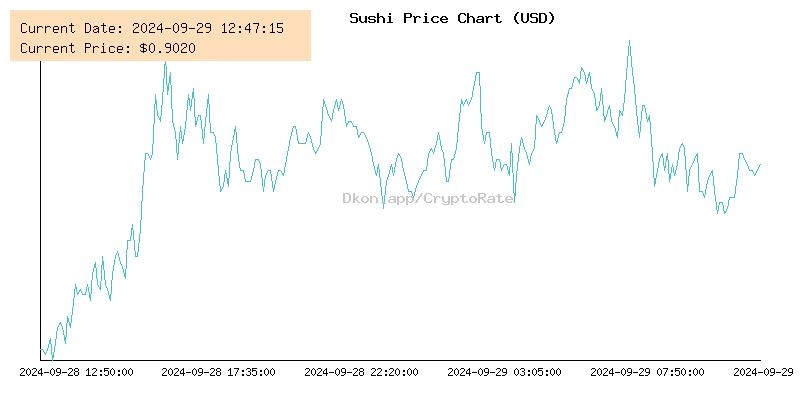 Sushi Price Chart (USD)
Current Date: 2024-09-29 12:47:15
Current Price: $0.9020
Dkon.app/CryptoRate
2024-09-28 12:50:00 2024-09-28 17:35:00 2024-09-28 22:20:00 2024-09-29 03:05:00 2024-09-29 07:50:00 2024-09-29